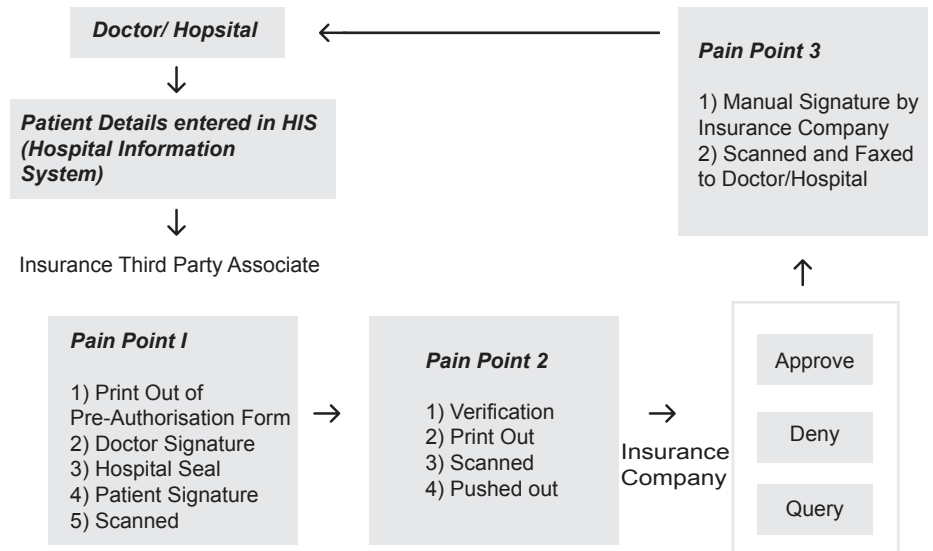 Doctor/ Hopsital
Patient Details entered in HIS
(Hospital Information
System)
Insurance Third Party Associate
Pain Point I
1) Print Out of
Pre-Authorisation Form
2) Doctor Signature
3) Hospital Seal
4) Patient Signature
5) Scanned
Pain Point 2
1) Verification
2) Print Out
3) Scanned
4) Pushed out
Insurance
Company
Approve
Deny
Query
Pain Point 3
1) Manual Signature by
Insurance Company
2) Scanned and Faxed
to Doctor/Hospital